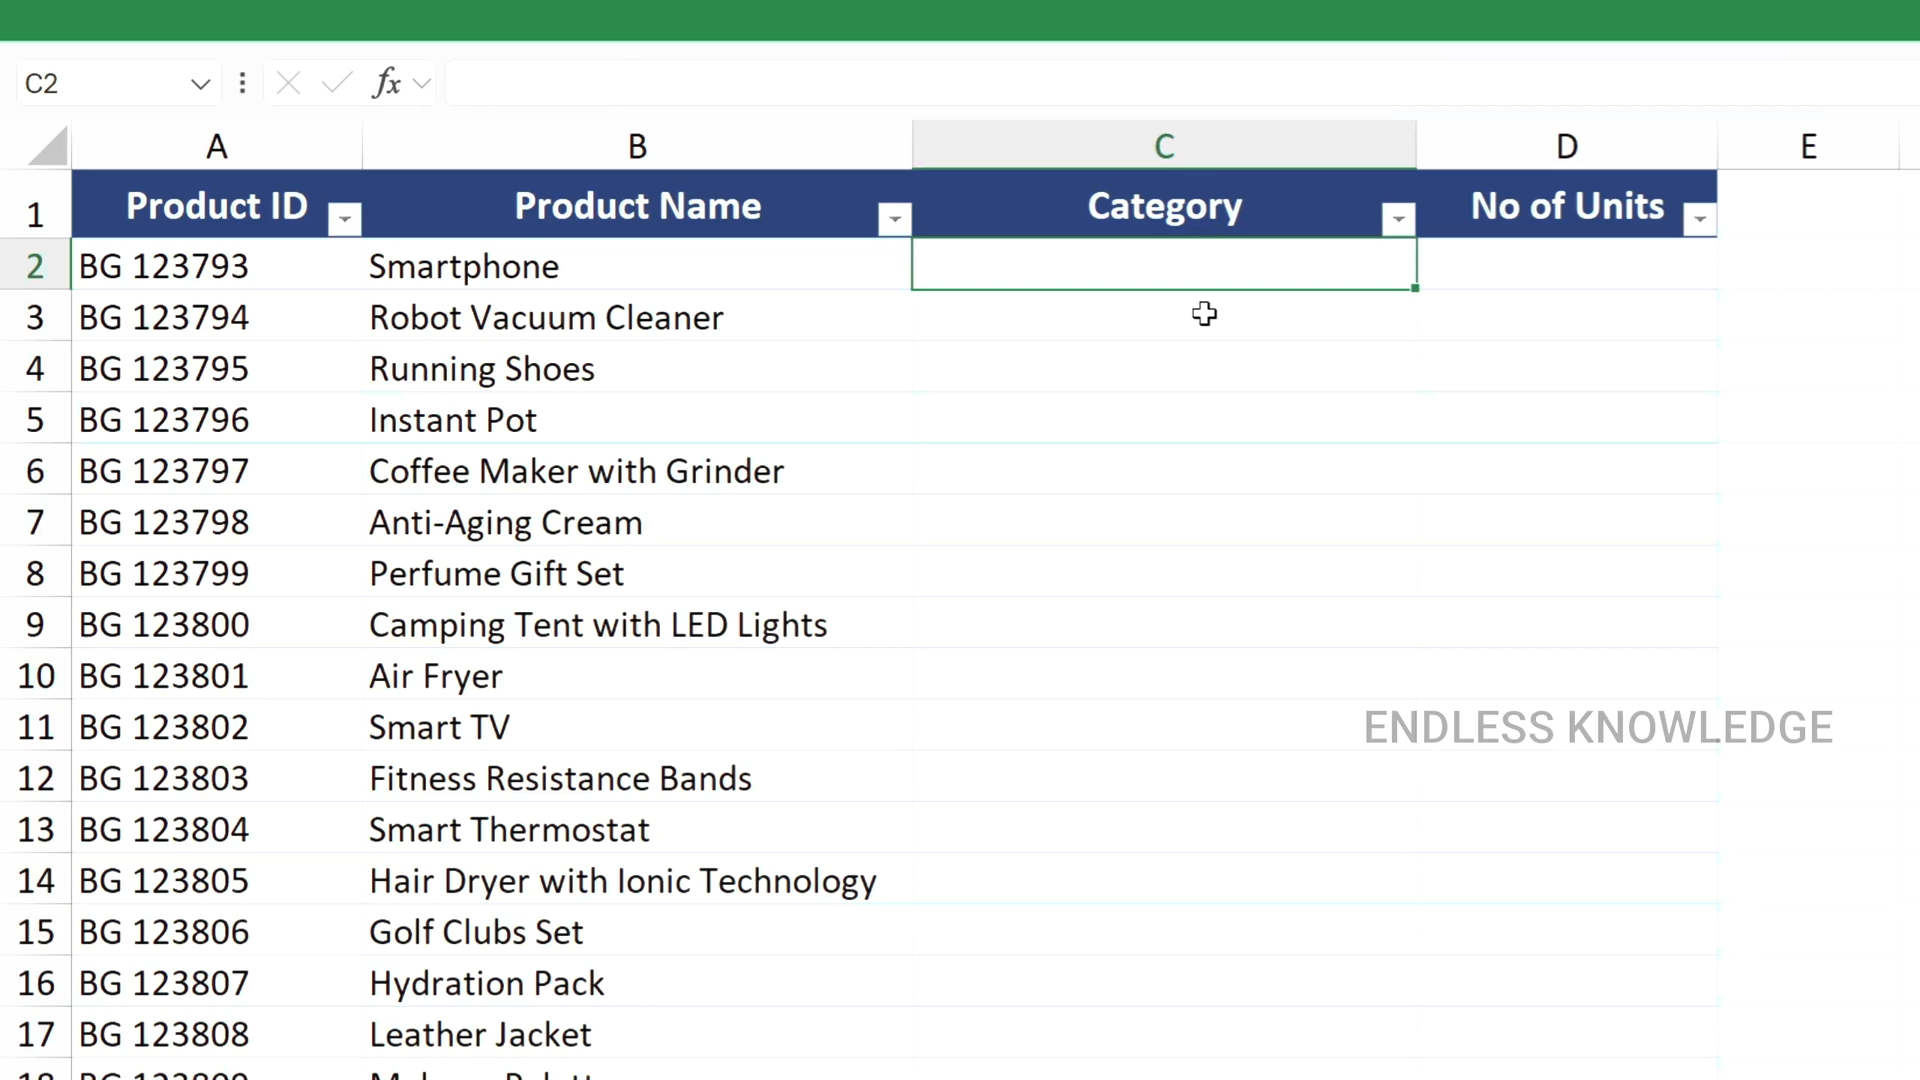 C2
fx
A B C D E
1 Product ID Product Name Category No of Units
2 BG 123793 Smartphone
3 BG 123794 Robot Vacuum Cleaner
4 BG 123795 Running Shoes
5 BG 123796 Instant Pot
6 BG 123797 Coffee Maker with Grinder
7 BG 123798 Anti-Aging Cream
8 BG 123799 Perfume Gift Set
9 BG 123800 Camping Tent with LED Lights
10 BG 123801 Air Fryer
11 BG 123802 Smart TV
ENDLESS KNOWLEDGE
12 BG 123803 Fitness Resistance Bands
13 BG 123804 Smart Thermostat
14 BG 123805 Hair Dryer with Ionic Technology
15 BG 123806 Golf Clubs Set
16 BG 123807 Hydration Pack
17 BG 123808 Leather Jacket